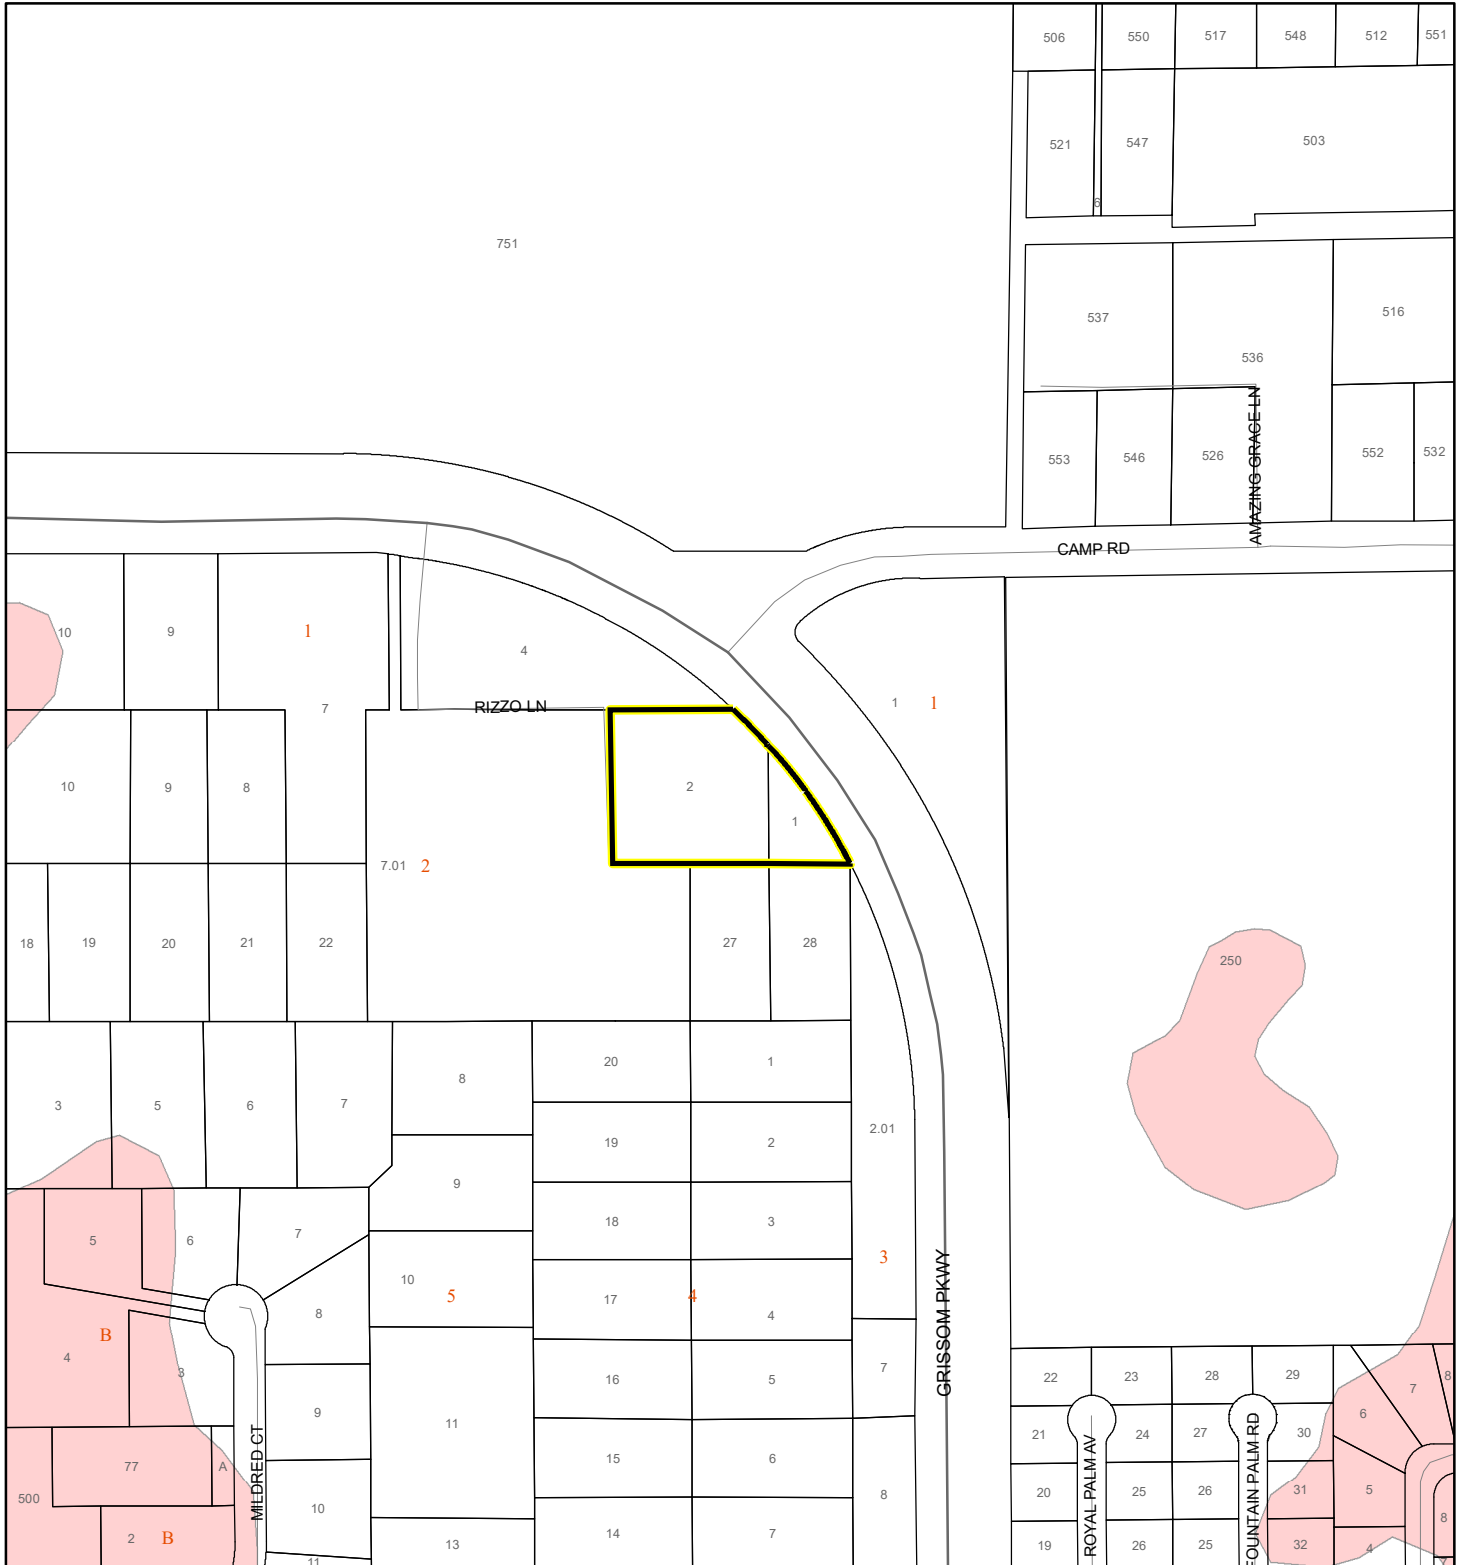 506 550 517 548 512 551
521 547 503
6
751
537 536 516
AMAZING GRACE LN
553 546 526 552 532
CAMP RD
10 9 1 4
7
RIZZO LN
1 1
10 9 8 2
1
7.01 2
18 19 20 21 22 27 28
250
3 5 6 7 8 20 1
19 2 2.01
9
18 3
5 6 7
10 5 17 4 4 3
8
GRISSOM PKWY
B
4 3
16 5 7
22 23 28 29
7 8
9 11
6
21 24 27 30
MILDRED CT
ROYAL PALM AV
FOUNTAIN PALM RD
77 A
15 6
500
10
8
20 25 26 31 5
8
2 B
14 7
13
19 26 25 32 4
11